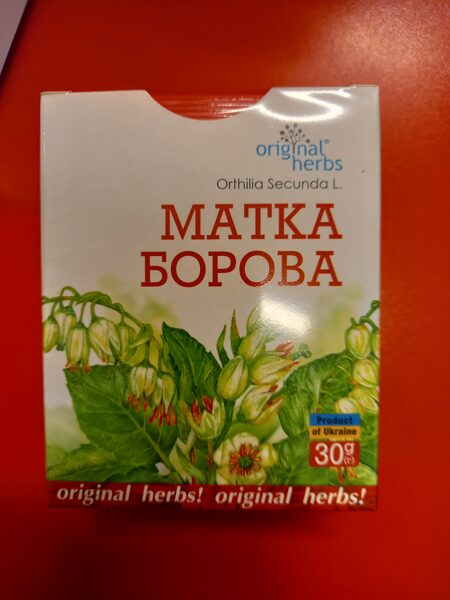 original®
herbs
Orthilia Secunda L.
МАТКА
БОРОВА
Product
of Ukraine
30g
(г)
original herbs! original herbs!